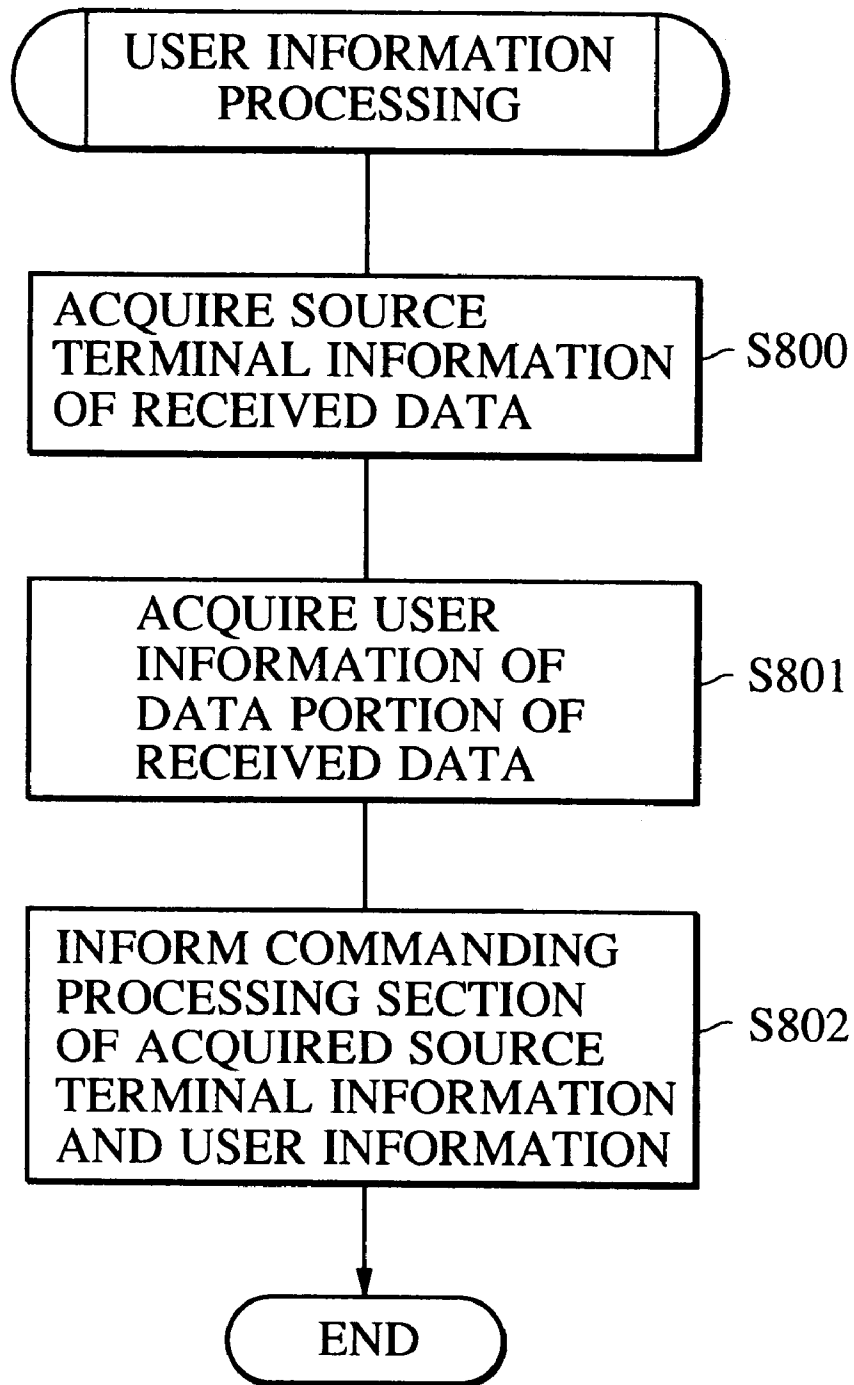 USER INFORMATION
PROCESSING
ACQUIRE SOURCE
TERMINAL INFORMATION
OF RECEIVED DATA
S800
ACQUIRE USER
INFORMATION OF
DATA PORTION OF
RECEIVED DATA
S801
INFORM COMMANDING
PROCESSING SECTION
OF ACQUIRED SOURCE
TERMINAL INFORMATION
AND USER INFORMATION
S802
END